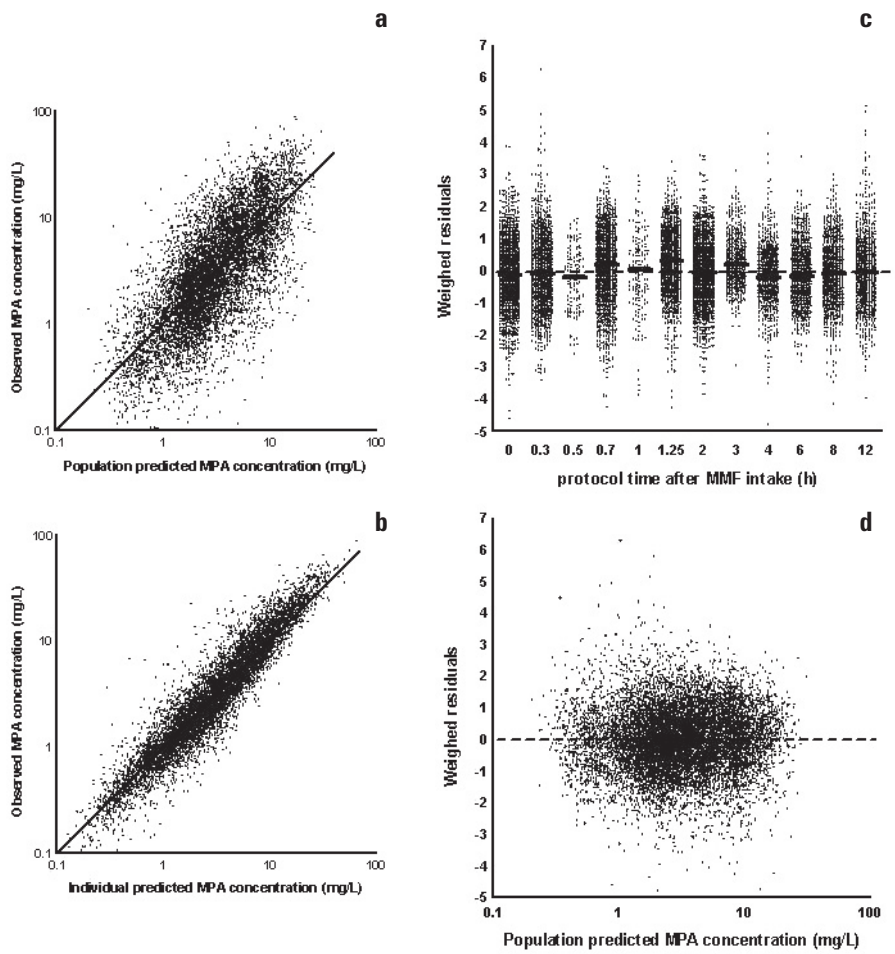 a
100
10
1
0.1
Observed MPA concentration (mg/L)
0.1 1 10 100
Population predicted MPA concentration (mg/L)
b
100
10
1
0.1
Observed MPA concentration (mg/L)
0.1 1 10 100
Individual predicted MPA concentration (mg/L)
c
7
6
5
4
3
2
1
0
-1
-2
-3
-4
-5
Weighed residuals
0 0.3 0.5 0.7 1 1.25 2 3 4 6 8 12
protocol time after MMF intake (h)
d
7
6
5
4
3
2
1
0
-1
-2
-3
-4
-5
Weighed residuals
0.1 1 10 100
Population predicted MPA concentration (mg/L)